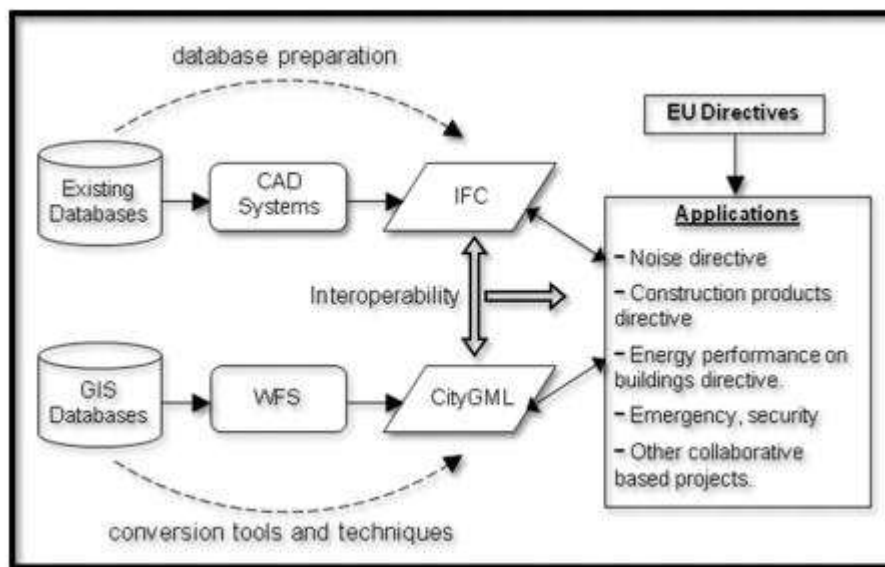 database preparation
EU Directives
Existing
Databases
CAD
Systems
IFC
Applications
- Noise directive
- Construction products
directive
- Energy performance on
buildings directive.
- Emergency, security
- Other collaborative
based projects.
Interoperability
GIS
Databases
WFS
CityGML
conversion tools and techniques